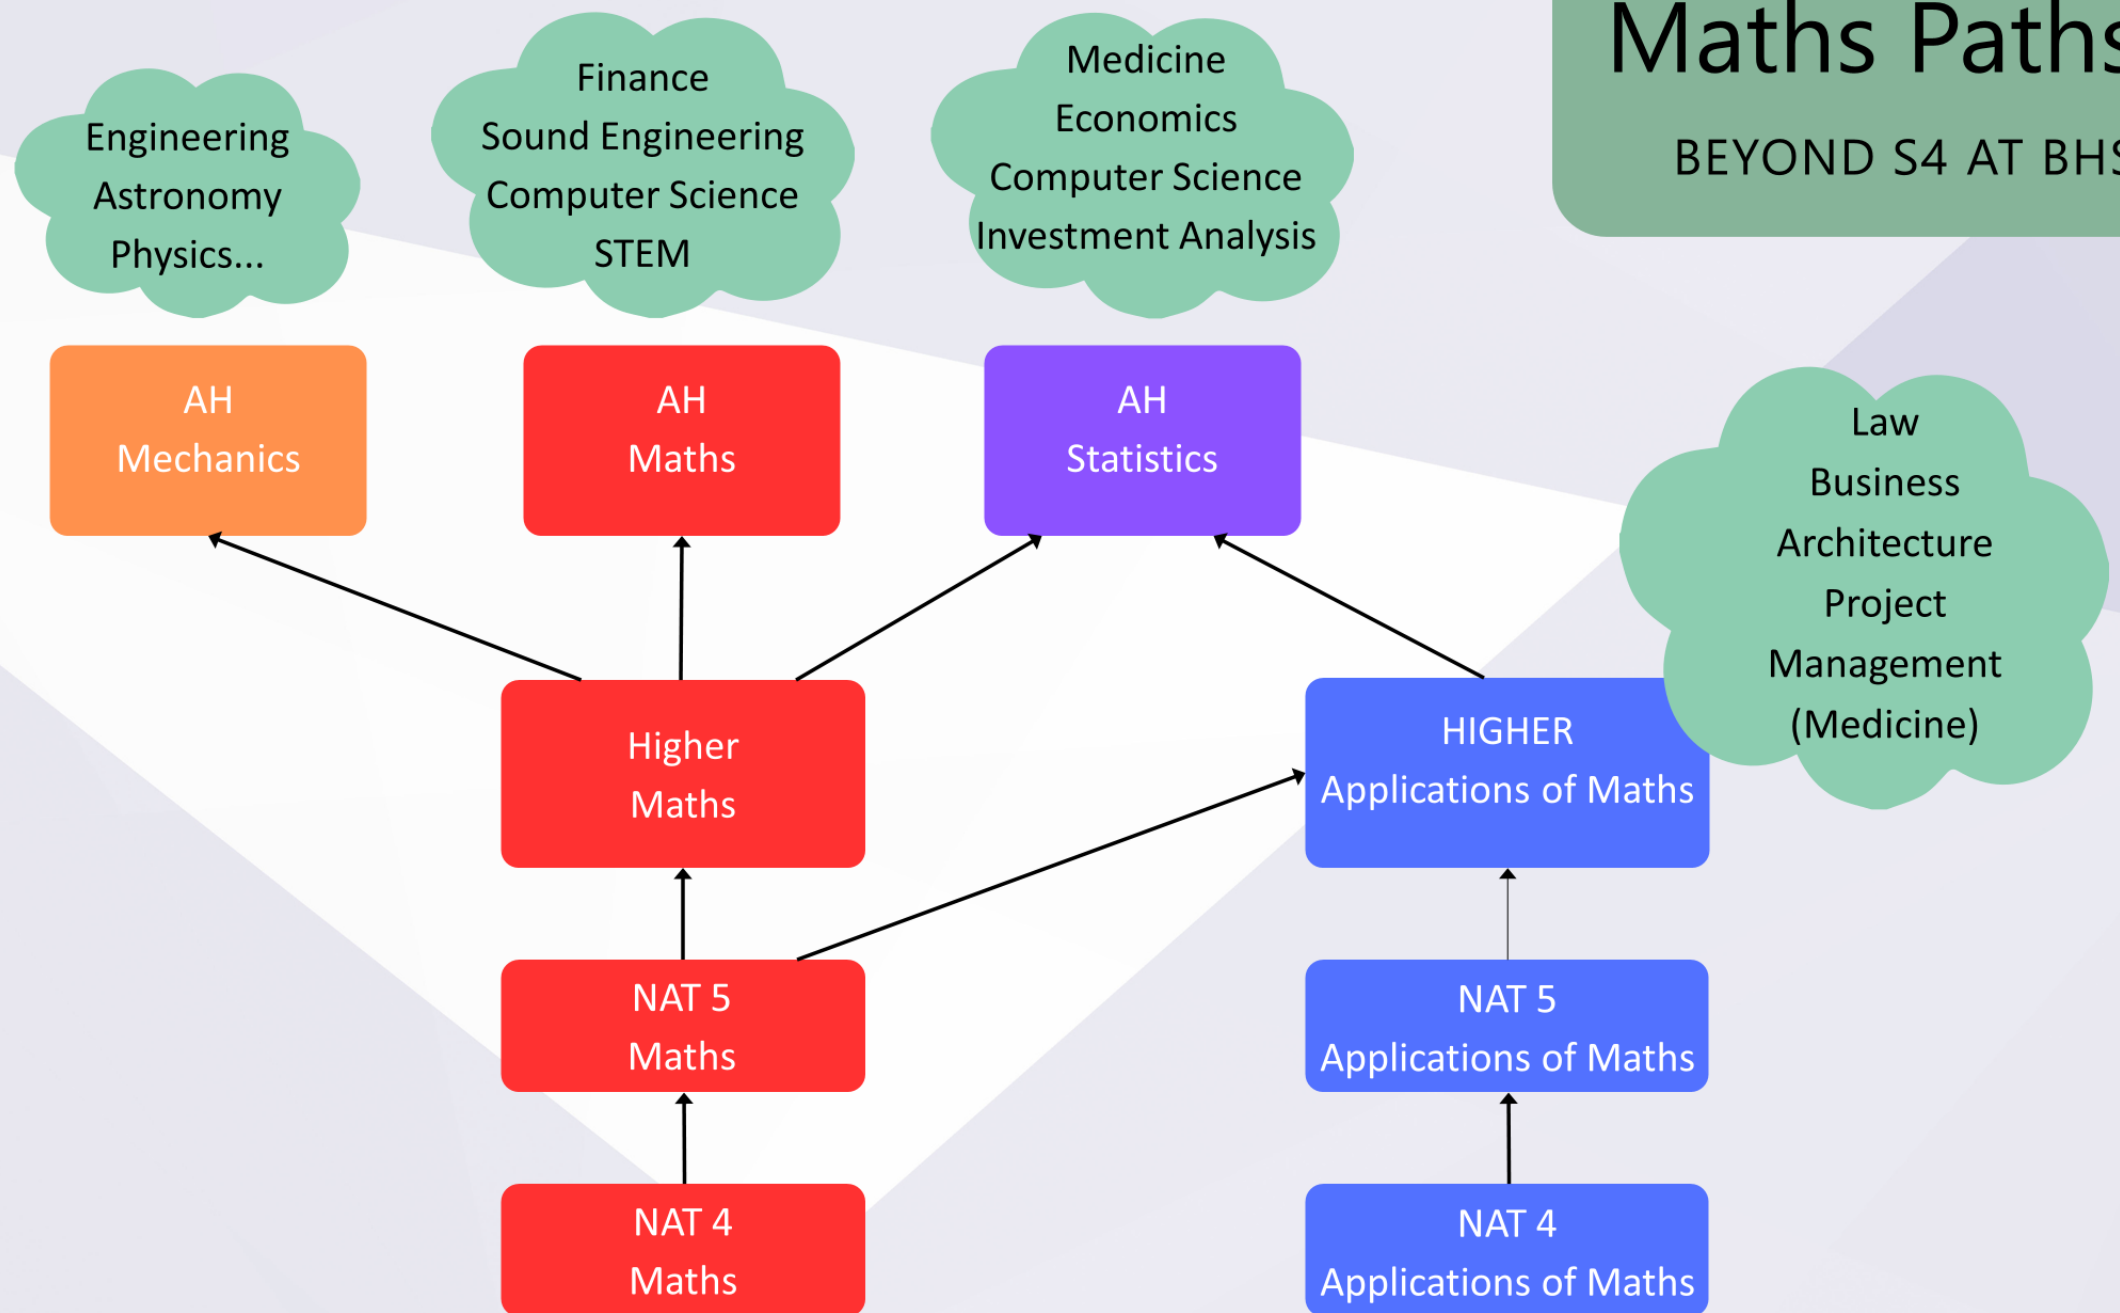 Maths Paths
BEYOND S4 AT BHS
Engineering
Astronomy
Physics...
Finance
Sound Engineering
Computer Science
STEM
Medicine
Economics
Computer Science
Investment Analysis
AH
Mechanics
AH
Maths
AH
Statistics
Law
Business
Architecture
Project
Management
(Medicine)
Higher
Maths
HIGHER
Applications of Maths
NAT 5
Maths
NAT 5
Applications of Maths
NAT 4
Maths
NAT 4
Applications of Maths